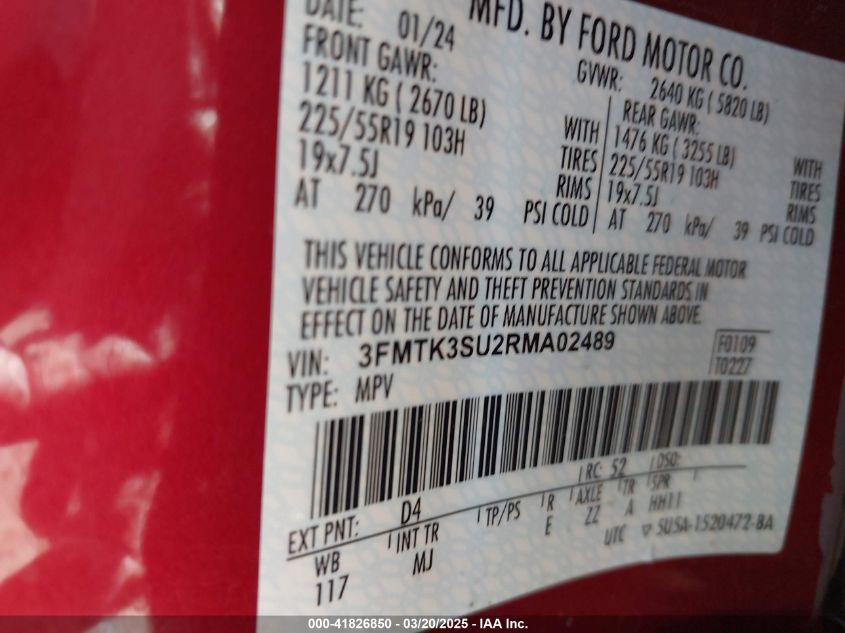 DATE: 01/24
MFD. BY FORD MOTOR CO.
FRONT GAWR:
GVWR: 2640 KG ( 5820 LB)
1211 KG ( 2670 LB)
REAR GAWR:
225/55R19 103H WITH
1476 KG ( 3255 LB) WITH
19x7.5J TIRES
225/55R19 103H TIRES
RIMS
19x7.5J RIMS
AT 270 kPa/ 39 PSI COLD
AT 270 kPa/ 39 PSI COLD
THIS VEHICLE CONFORMS TO ALL APPLICABLE FEDERAL MOTOR
VEHICLE SAFETY AND THEFT PREVENTION STANDARDS IN
EFFECT ON THE DATE OF MANUFACTURE SHOWN ABOVE.
VIN: 3FMTK3SU2RMA02489
F0109
TYPE: MPV
T0227
EXT PNT: D4
RC: 52 DSO:
WB INT TR TP/PS R AXLE TR SPR
117 MJ E ZZ A HH11
UTC ▽ SU5A-1520472-BA
000-41826850 — 03/20/2025 - IAA Inc.